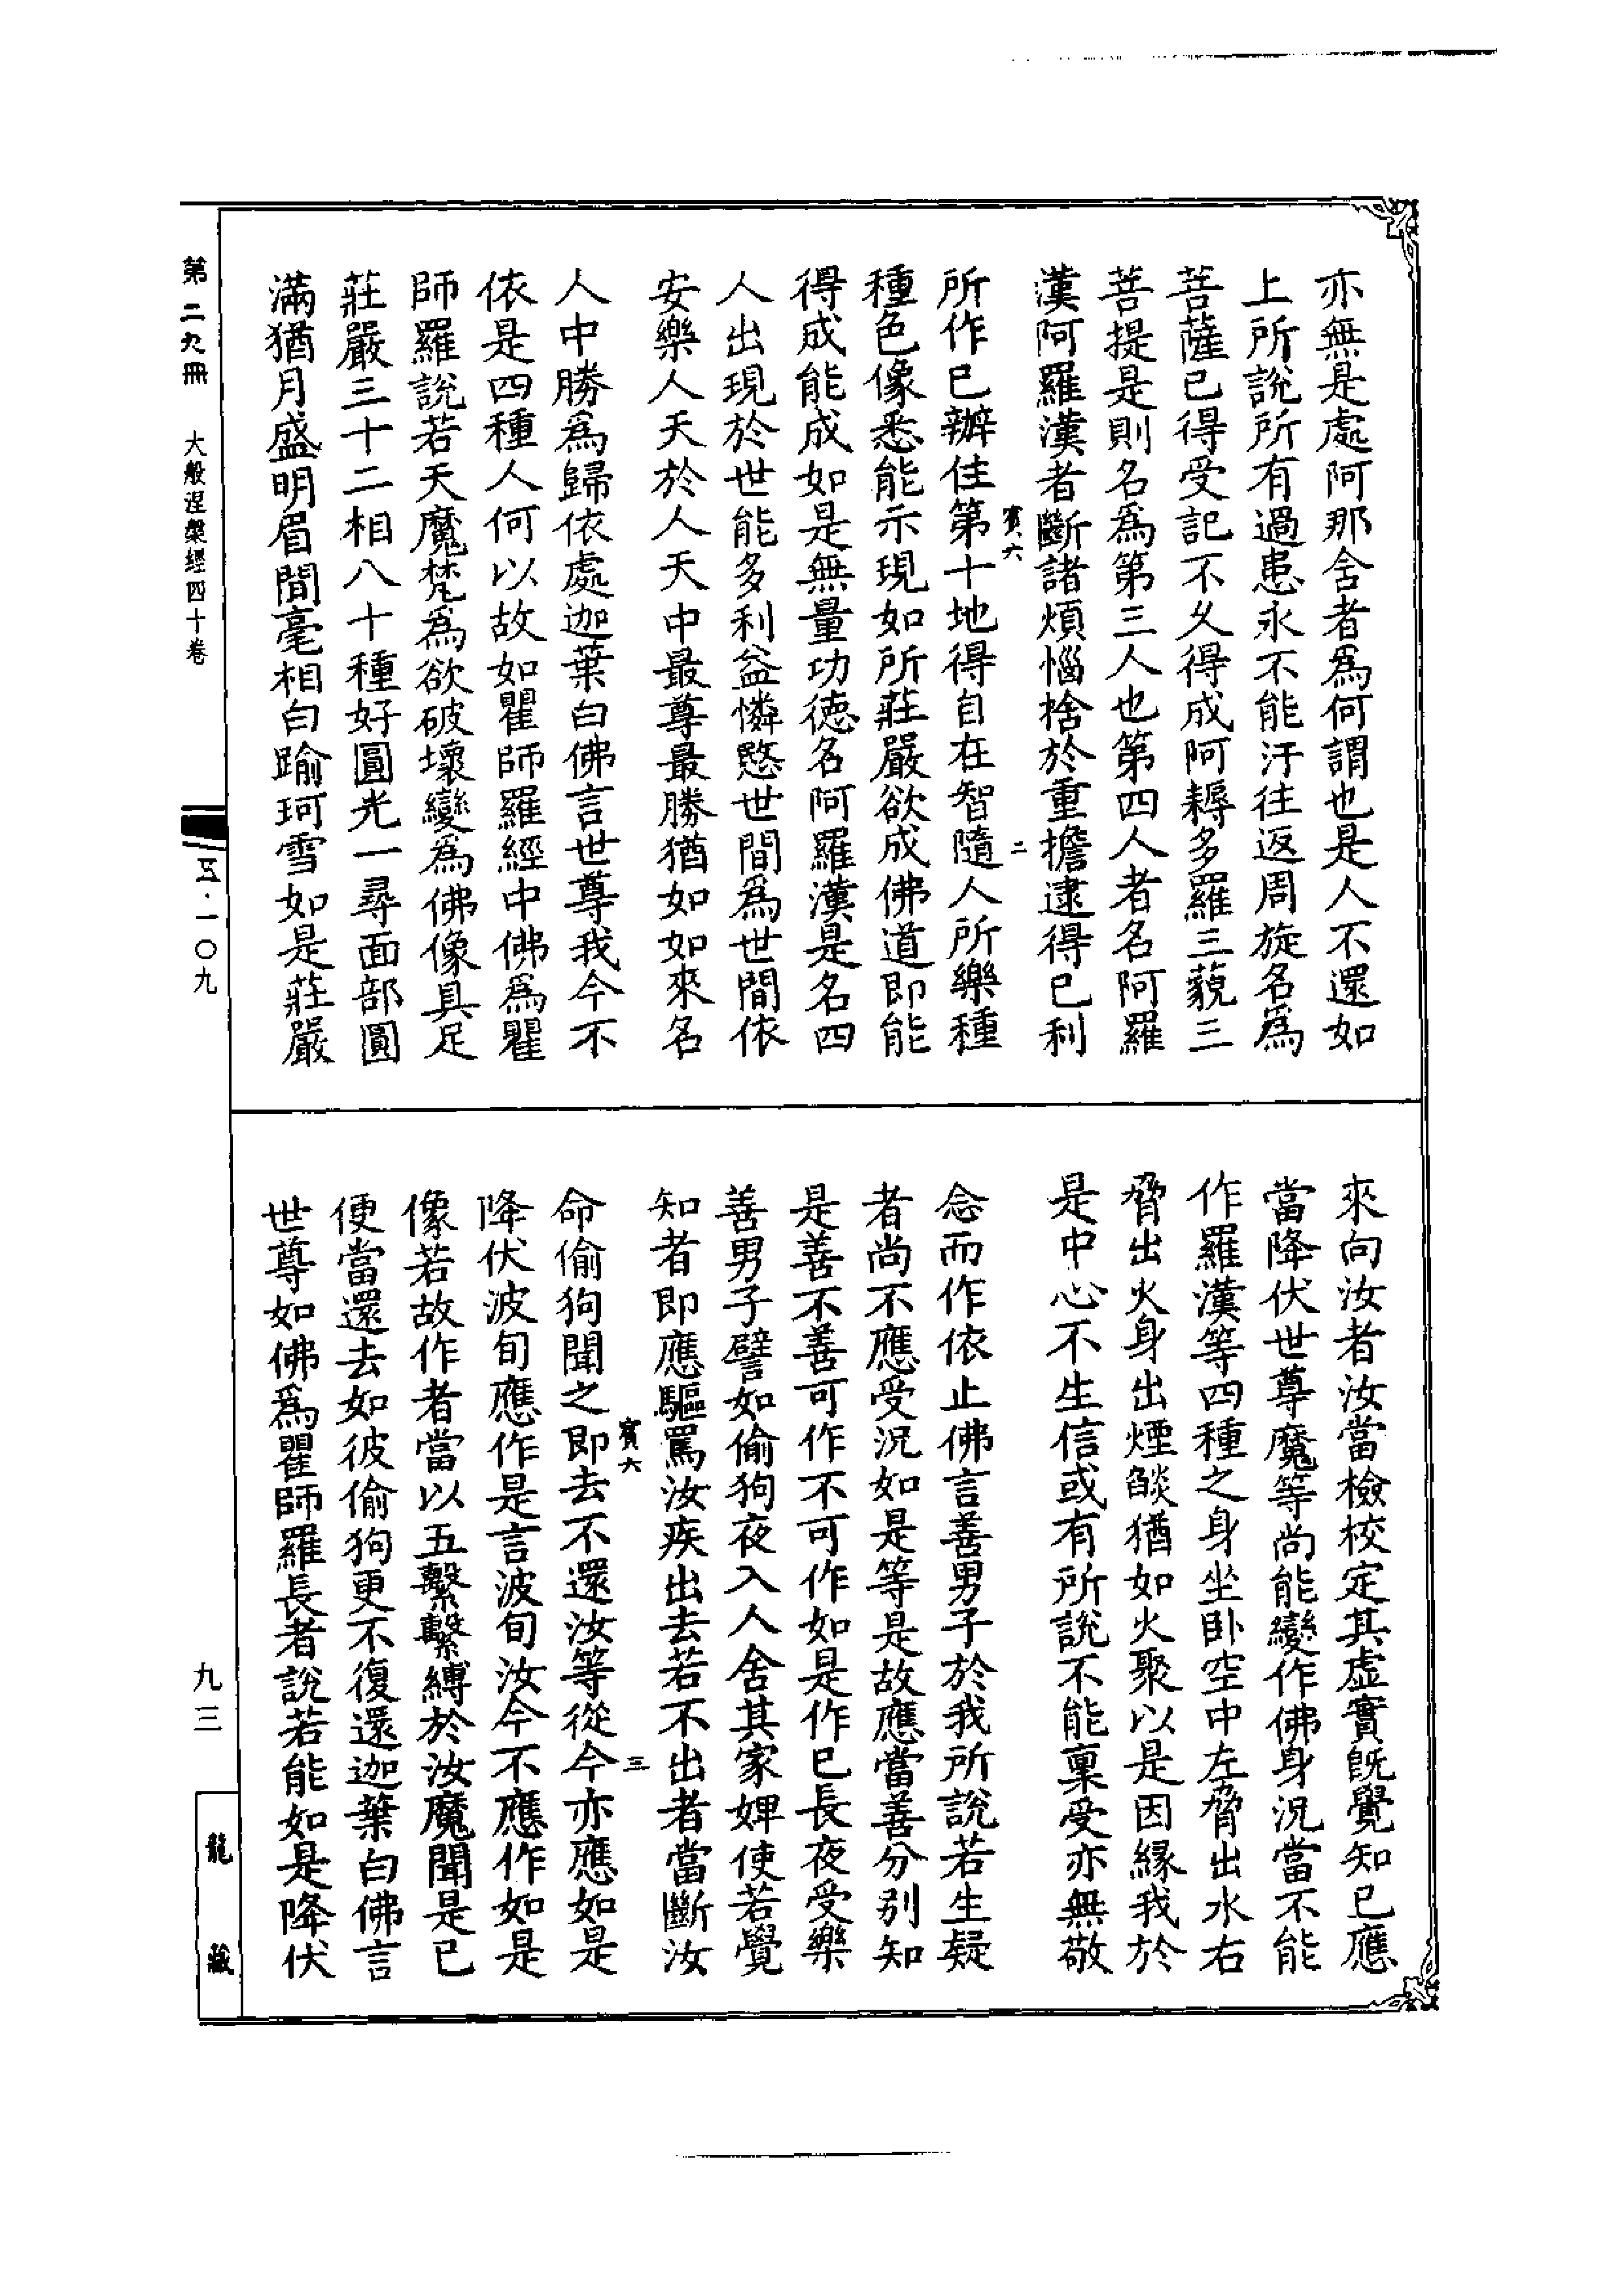 亦無是處阿那舍者為何謂也是人不還如
上所說所有過患永不能汙往返周旋名為
菩薩已得受記不久得成阿耨多羅三藐三
菩提是則名為第三人也第四人者名阿羅
漢阿羅漢者斷諸煩惱捨於重擔逮得已利
賓六
二
所作已辦住第十地得自在智隨人所樂種
種色像悉能示現如所莊嚴欲成佛道即能
得成能成如是無量功德名阿羅漢是名四
人出現於世能多利益憐愍世間為世間依
安樂人天於人天中最尊最勝猶如如來名
人中勝為歸依處迦葉白佛言世尊我今不
依是四種人何以故如瞿師羅經中佛為瞿
師羅說若天魔梵為欲破壞變為佛像具足
莊嚴三十二相八十種好圓光一尋面部圓
滿猶月盛明眉間毫相白踰珂雪如是莊嚴
來向汝者汝當檢校定其虛實既覺知已應
當降伏世尊魔等尚能變作佛身況當不能
作羅漢等四種之身坐臥空中左脅出水右
脅出火身出煙燄猶如火聚以是因緣我於
是中心不生信或有所說不能稟受亦無敬
念而作依止佛言善男子於我所說若生疑
者尚不應受況如是等是故應當善分別知
是善不善可作不可作如是作已長夜受樂
善男子譬如偷狗夜入人舍其家婢使若覺
知者即應驅罵汝疾出去若不出者當斷汝
賓六
三
命偷狗聞之即去不還汝等從今亦應如是
降伏波旬應作是言波旬汝今不應作如是
像若故作者當以五繫繫縛於汝魔聞是已
便當還去如彼偷狗更不復還迦葉白佛言
世尊如佛為瞿師羅長者說若能如是降伏
第二九冊 大般涅槃經四十卷
五·一〇九
九三
龍藏